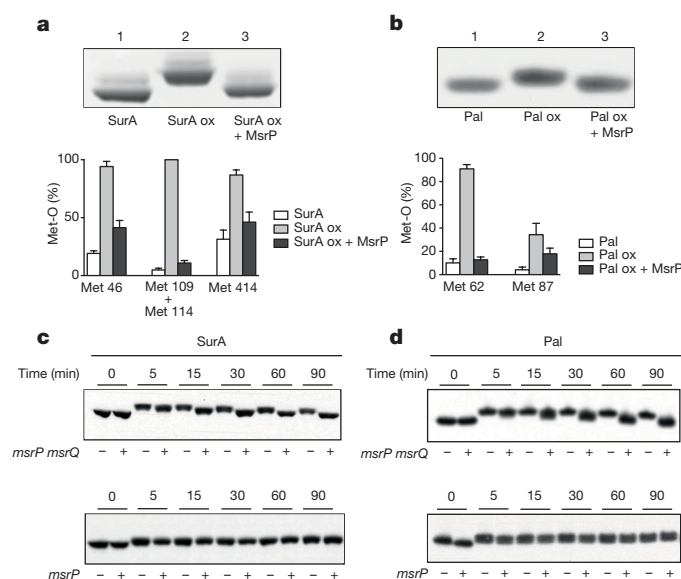 a
1 2 3
SurA SurA ox SurA ox
+ MsrP
Met-O (%)
100
50
0
Met 46 Met 109
+
Met 114 Met 414
SurA
SurA ox
SurA ox + MsrP
b
1 2 3
Pal Pal ox Pal ox
+ MsrP
Met-O (%)
100
80
60
40
20
0
Met 62 Met 87
Pal
Pal ox
Pal ox + MsrP
c
SurA
Time (min) 0 5 15 30 60 90
msrP msrQ – + – + – + – + – + – +
0 5 15 30 60 90
msrP – + – + – + – + – + – +
d
Pal
Time (min) 0 5 15 30 60 90
msrP msrQ – + – + – + – + – + – +
0 5 15 30 60 90
msrP – + – + – + – + – + – +